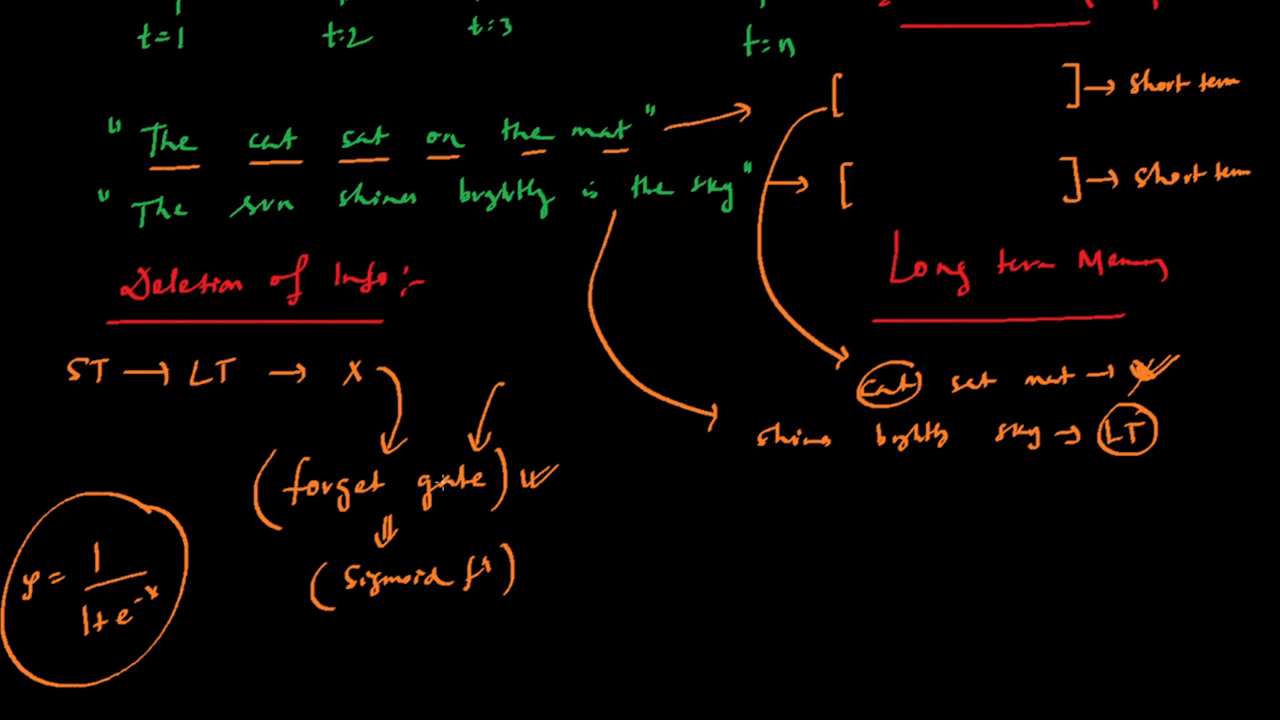 t=1 t:2 t:3 t=n
[ ] → Short term
"The cat sat on the mat" →
"The sun shines brightly is the sky" → [ ] → Short term
Deletion of Info :-
Long term Memory
ST → LT → X
cat sat mat →
shines brightly sky → LT
(forget gate)
(Sigmoid fn)
y = 1
1+e^-x